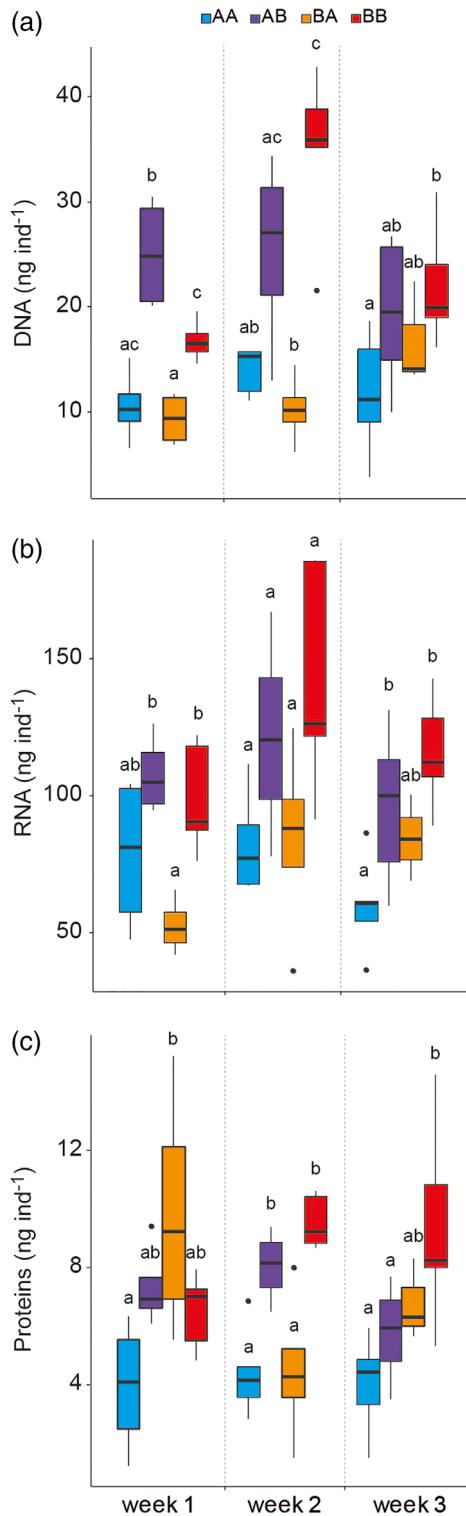 (a)
AA AB BA BB
DNA (ng ind⁻¹)
40
30
20
10
ac b a c
ab ac b c
a ab ab b
(b)
RNA (ng ind⁻¹)
150
100
50
ab b a b
a a a a
a b ab b
(c)
Proteins (ng ind⁻¹)
12
8
4
a ab b ab
a b a b
a a ab b
week 1 week 2 week 3